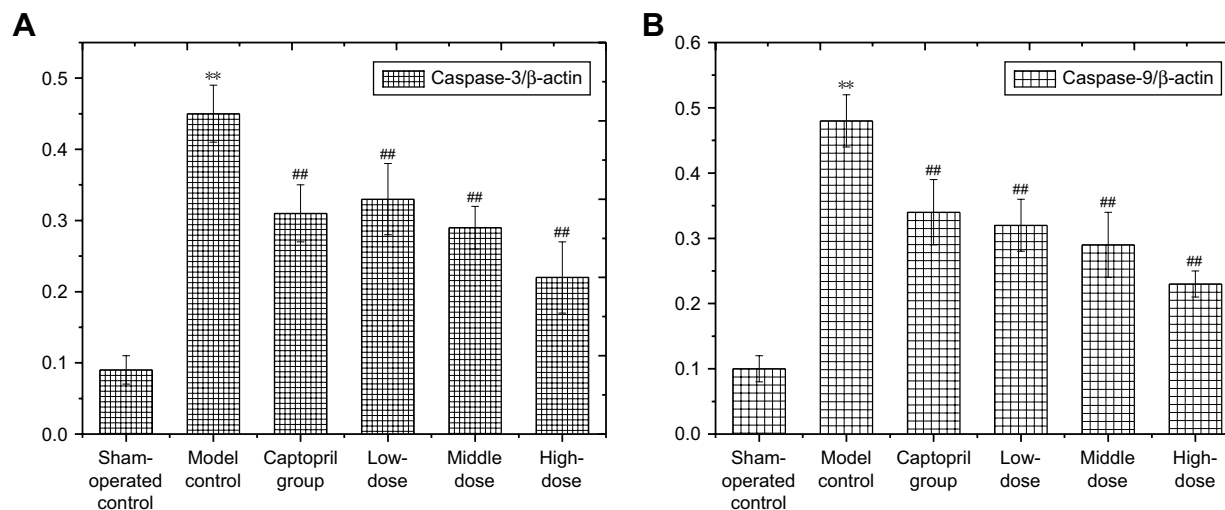 A
0.5
0.4
0.3
0.2
0.1
0.0
Caspase-3/β-actin
**
##
##
##
##
Sham-
operated
control
Model
control
Captopril
group
Low-
dose
Middle
dose
High-
dose
B
0.6
0.5
0.4
0.3
0.2
0.1
0.0
Caspase-9/β-actin
**
##
##
##
##
Sham-
operated
control
Model
control
Captopril
group
Low-
dose
Middle
dose
High-
dose